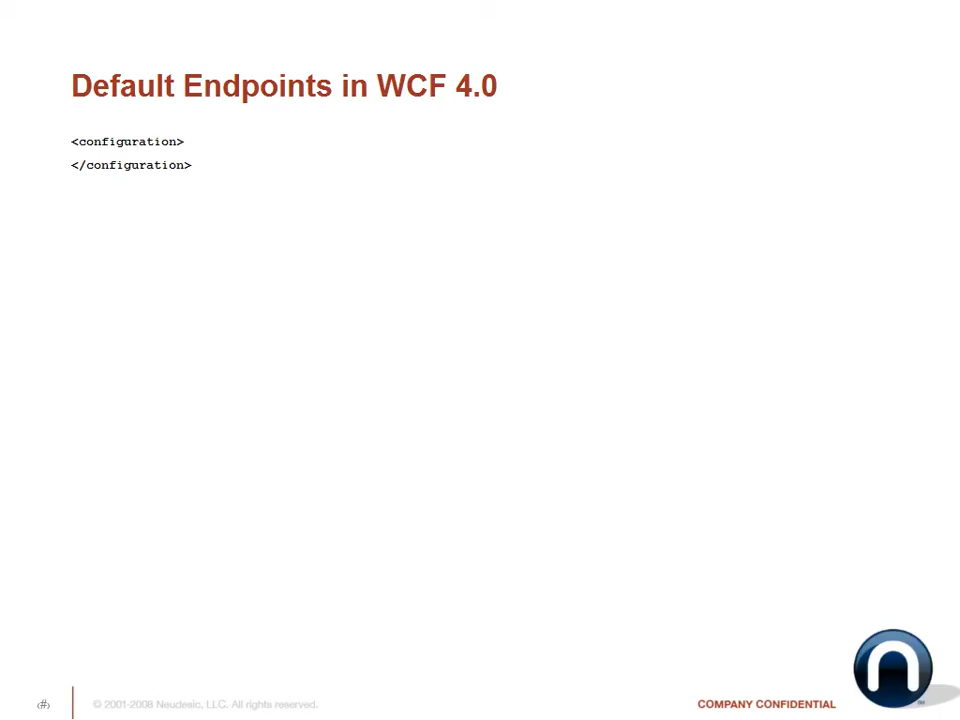 Default Endpoints in WCF 4.0
<configuration>
</configuration>
‹#›
© 2001-2008 Neudesic, LLC. All rights reserved.
COMPANY CONFIDENTIAL